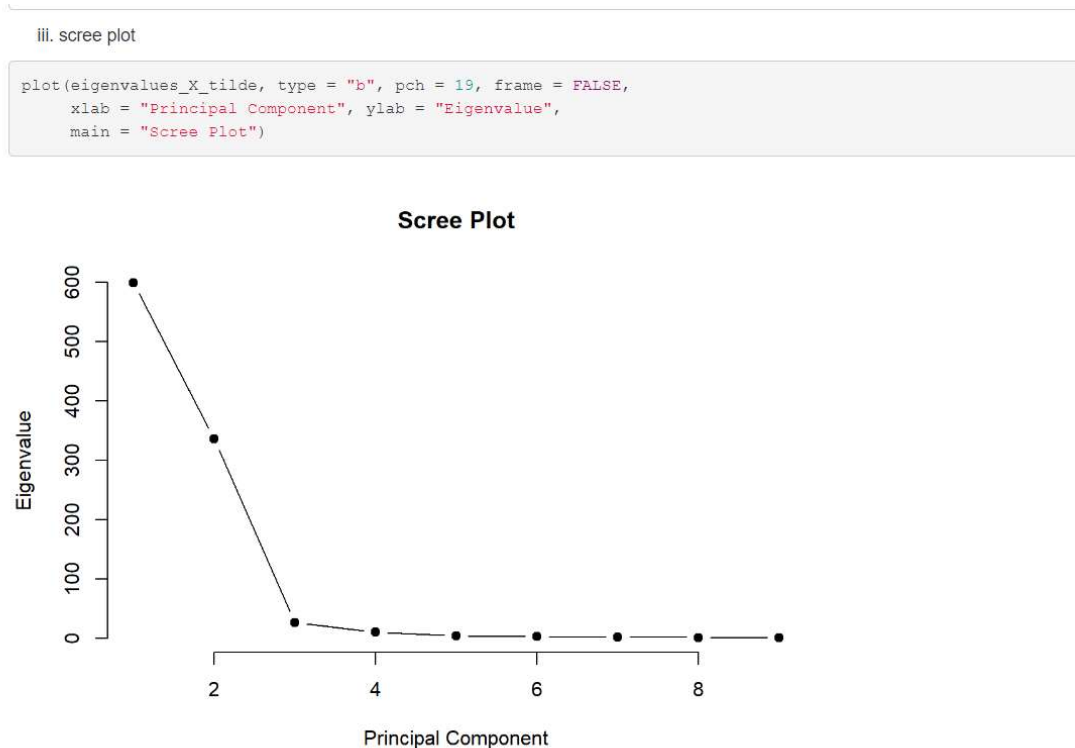 iii. scree plot
plot(eigenvalues_X_tilde, type = "b", pch = 19, frame = FALSE,
xlab = "Principal Component", ylab = "Eigenvalue",
main = "Scree Plot")
Scree Plot
Eigenvalue
600
500
400
300
200
100
0
2 4 6 8
Principal Component